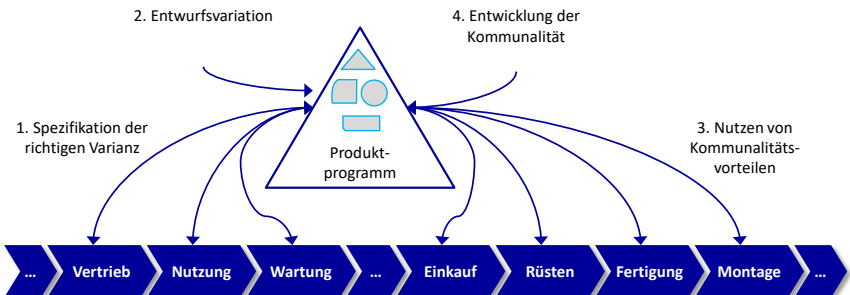 2. Entwurfsvariation
4. Entwicklung der
Kommunalität
1. Spezifikation der
richtigen Varianz
3. Nutzen von
Kommunalitäts-
vorteilen
Produkt-
programm
... Vertrieb Nutzung Wartung ... Einkauf Rüsten Fertigung Montage ...